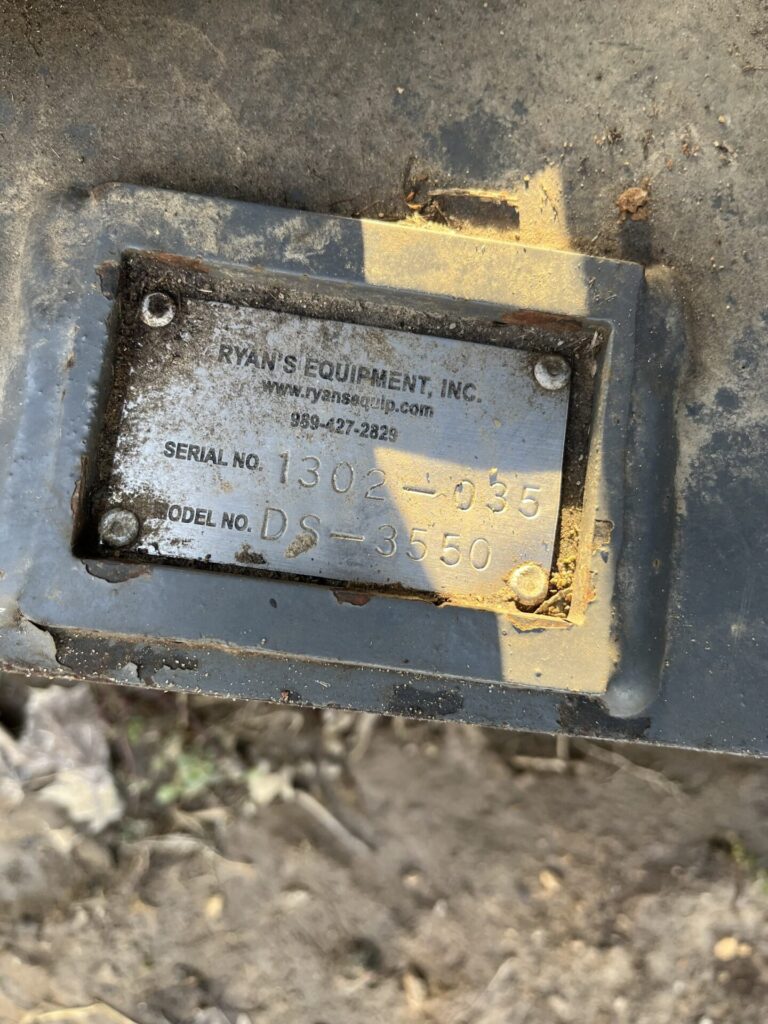 RYAN'S EQUIPMENT, INC.
www.ryansequip.com
989-427-2829
SERIAL NO. 1302-035
MODEL NO. DS-3550